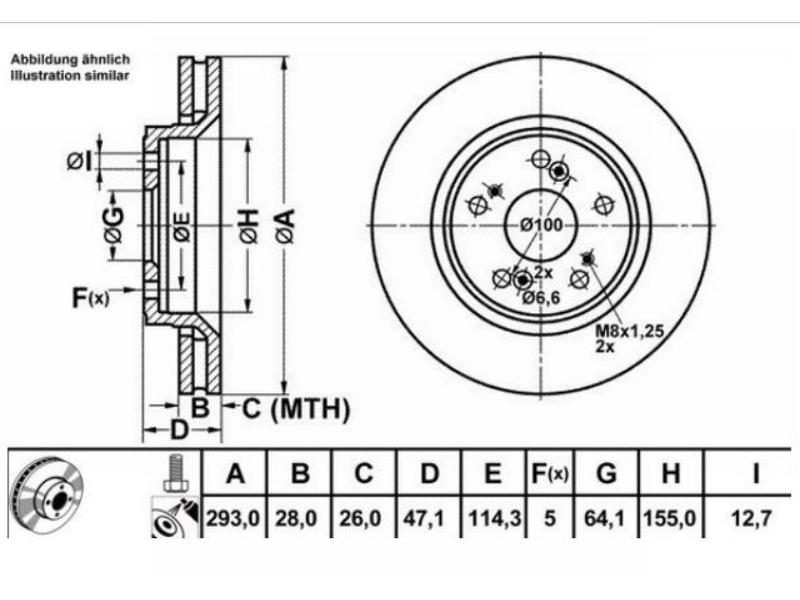 Abbildung ähnlich
Illustration similar
ØI
ØG
ØE
ØH
ØA
F(x)
B
C (MTH)
D
Ø100
2x
Ø6,6
M8x1,25
2x
A B C D E F(x) G H I
293,0 28,0 26,0 47,1 114,3 5 64,1 155,0 12,7